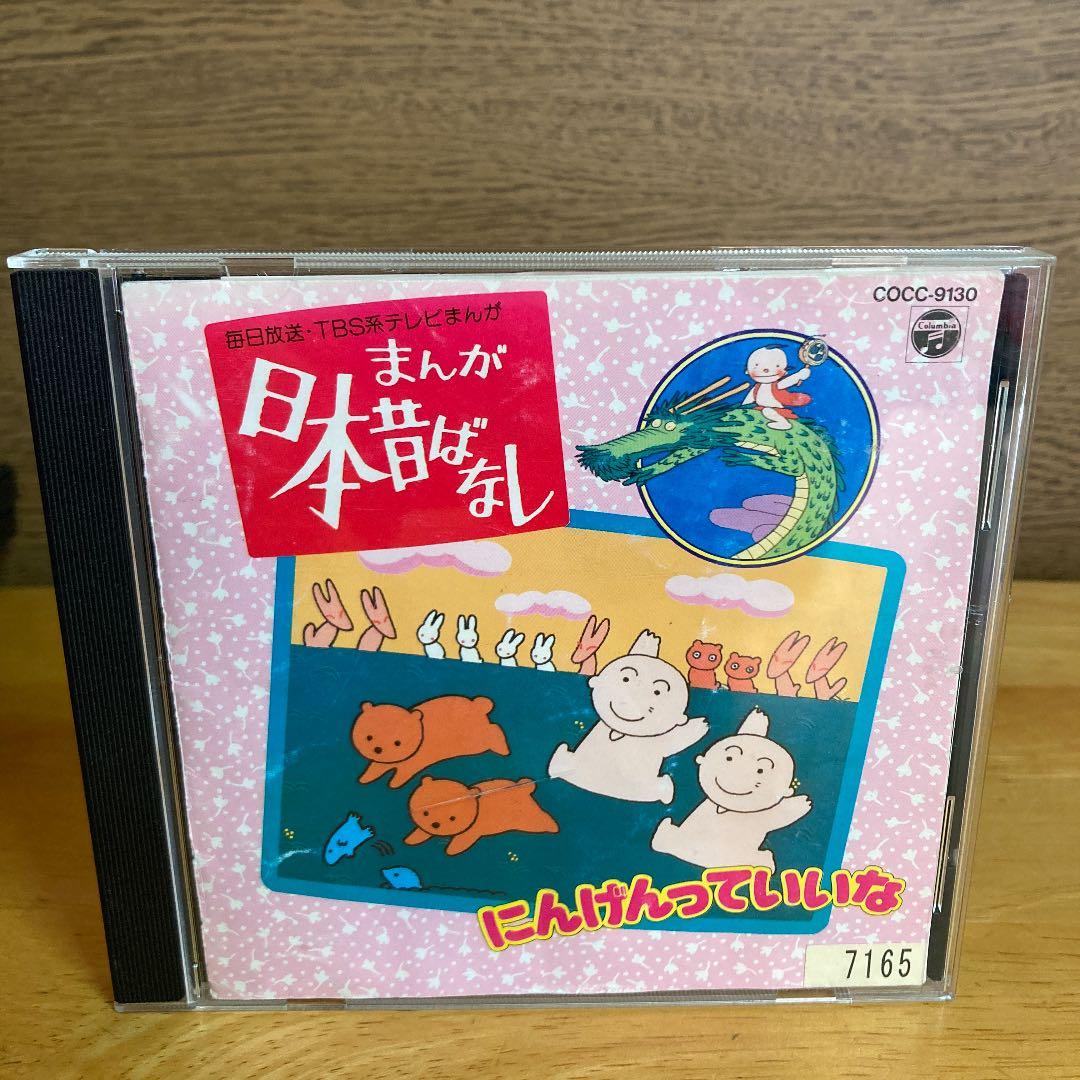 COCC-9130
Columbia
毎日放送・TBS系テレビまんが
まんが
日本昔ばなし
にんげんっていいな
7165